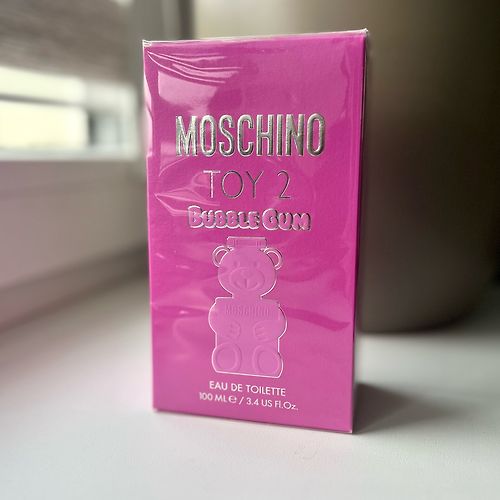 MOSCHINO
TOY 2
BUBBLE GUM
MOSCHINO
EAU DE TOILETTE
100 ML ℮ / 3.4 US Fl.Oz.